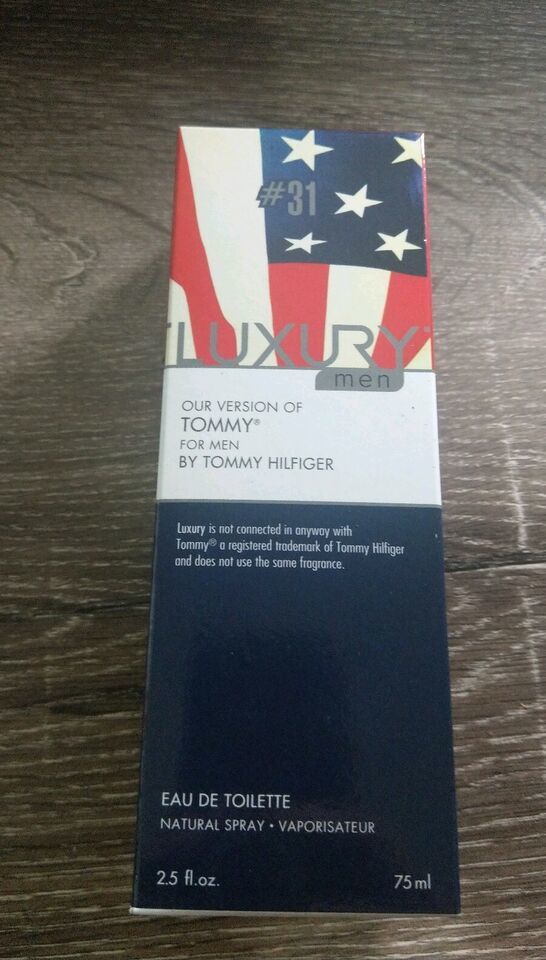 #31
LUXURY
men
OUR VERSION OF
TOMMY®
FOR MEN
BY TOMMY HILFIGER
Luxury is not connected in anyway with
Tommy® a registered trademark of Tommy Hilfiger
and does not use the same fragrance.
EAU DE TOILETTE
NATURAL SPRAY • VAPORISATEUR
2.5 fl.oz. 75 ml